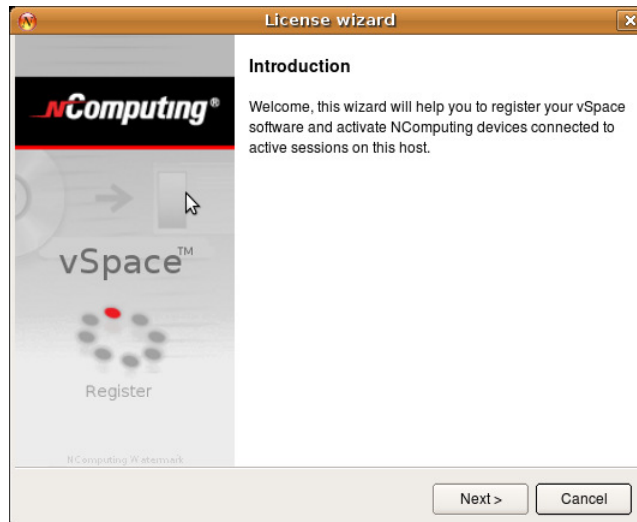 License wizard
NComputing®
vSpace™
Register
NComputing Watermark
Introduction
Welcome, this wizard will help you to register your vSpace
software and activate NComputing devices connected to
active sessions on this host.
Next >
Cancel